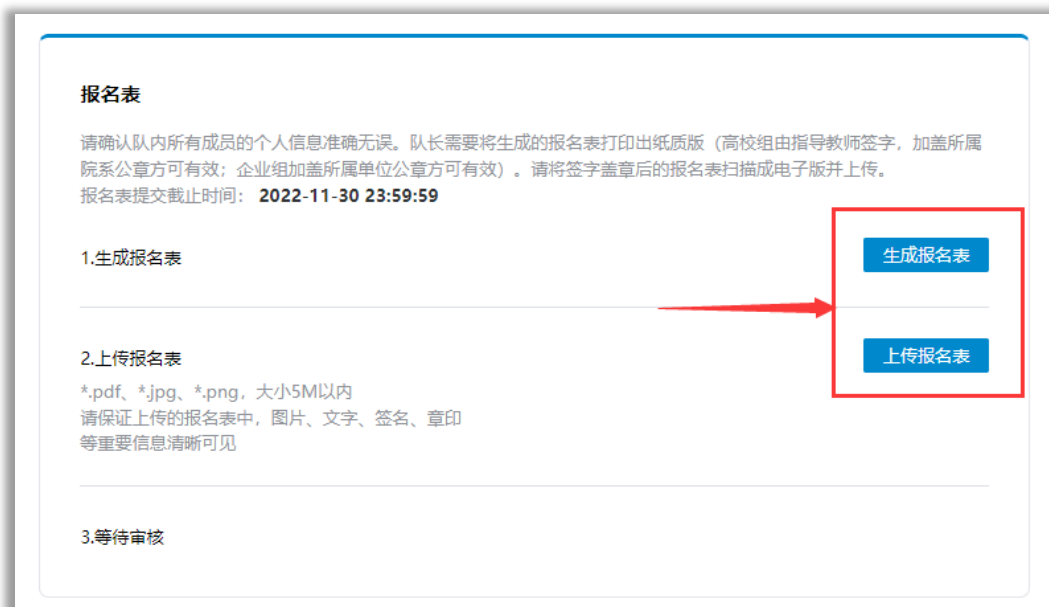 报名表
请确认队内所有成员的个人信息准确无误。队长需要将生成的报名表打印出纸质版（高校组由指导教师签字，加盖所属
院系公章方可有效；企业组加盖所属单位公章方可有效）。请将签字盖章后的报名表扫描成电子版并上传。
报名表提交截止时间： 2022-11-30 23:59:59
1.生成报名表
生成报名表
2.上传报名表
上传报名表
*.pdf、*.jpg、*.png，大小5M以内
请保证上传的报名表中，图片、文字、签名、章印
等重要信息清晰可见
3.等待审核